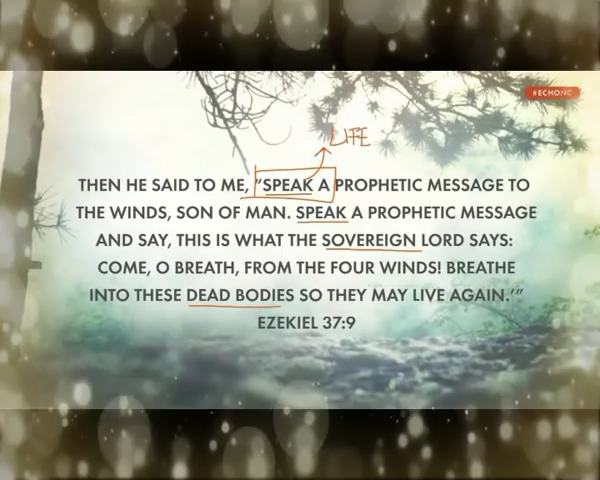 #ECHONC
LIFE
THEN HE SAID TO ME, "SPEAK A PROPHETIC MESSAGE TO
THE WINDS, SON OF MAN. SPEAK A PROPHETIC MESSAGE
AND SAY, THIS IS WHAT THE SOVEREIGN LORD SAYS:
COME, O BREATH, FROM THE FOUR WINDS! BREATHE
INTO THESE DEAD BODIES SO THEY MAY LIVE AGAIN.'"
EZEKIEL 37:9